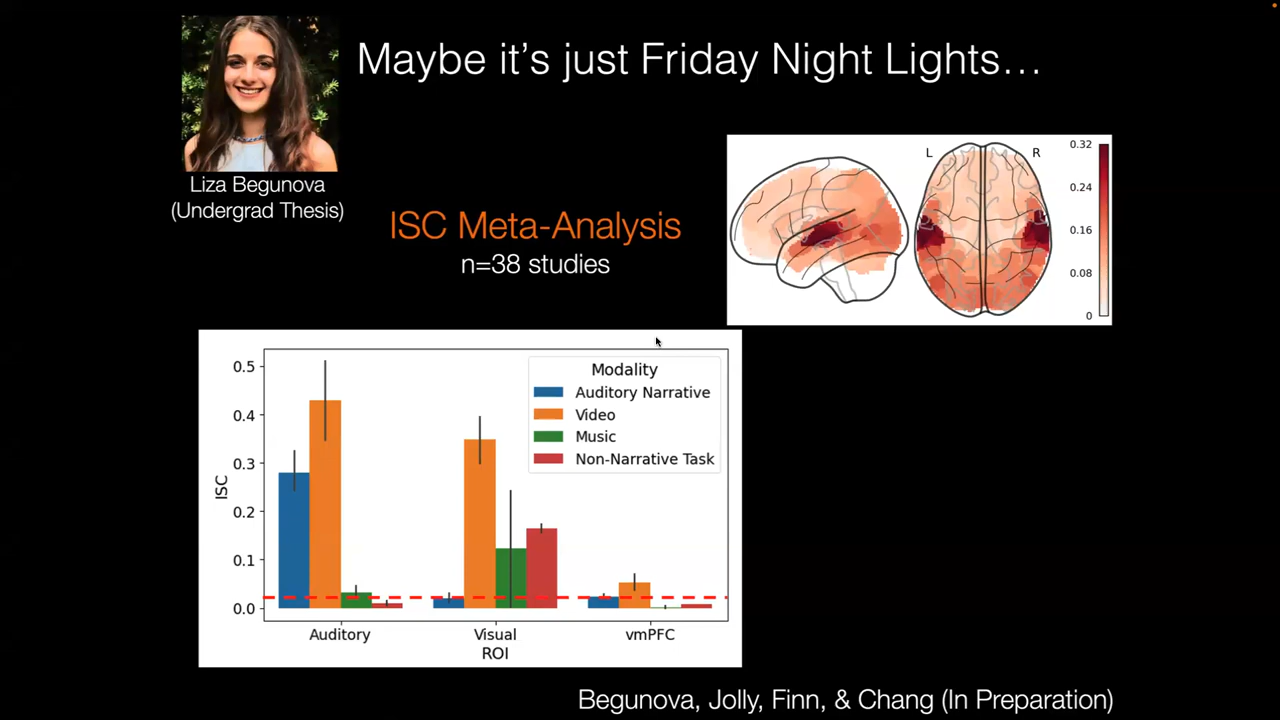 Maybe it's just Friday Night Lights...
Liza Begunova
(Undergrad Thesis)
ISC Meta-Analysis
n=38 studies
L
R
0.32
0.24
0.16
0.08
0
0.5
0.4
0.3
0.2
0.1
0.0
ISC
Modality
Auditory Narrative
Video
Music
Non-Narrative Task
Auditory
Visual
vmPFC
ROI
Begunova, Jolly, Finn, & Chang (In Preparation)